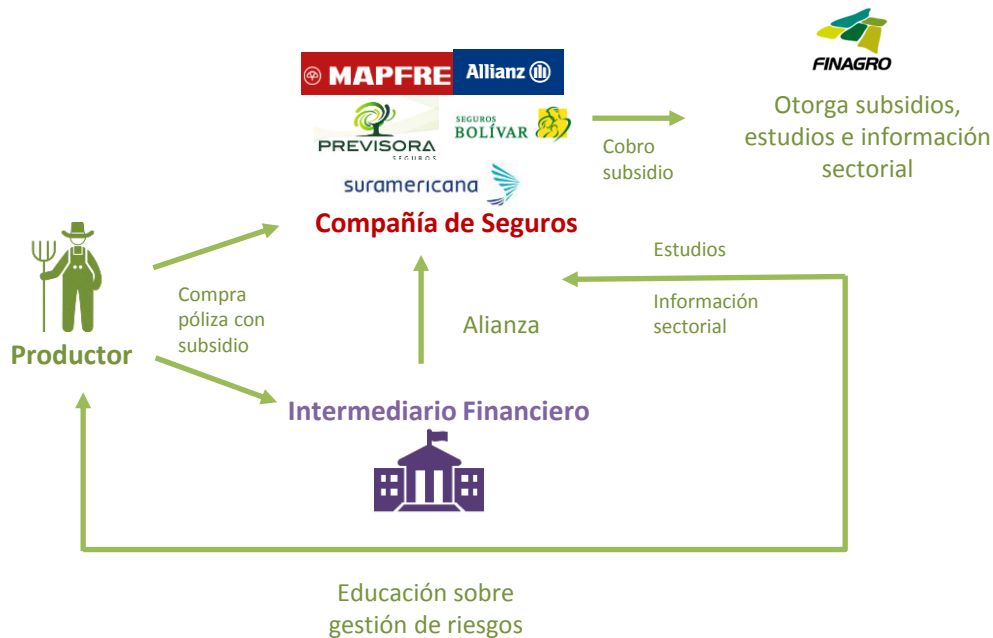 MAPFRE
Allianz
PREVISORA
SEGUROS
SEGUROS
BOLÍVAR
suramericana
Compañía de Seguros
FINAGRO
Otorga subsidios,
estudios e información
sectorial
Cobro
subsidio
Productor
Compra
póliza con
subsidio
Alianza
Estudios
Información
sectorial
Intermediario Financiero
Educación sobre
gestión de riesgos